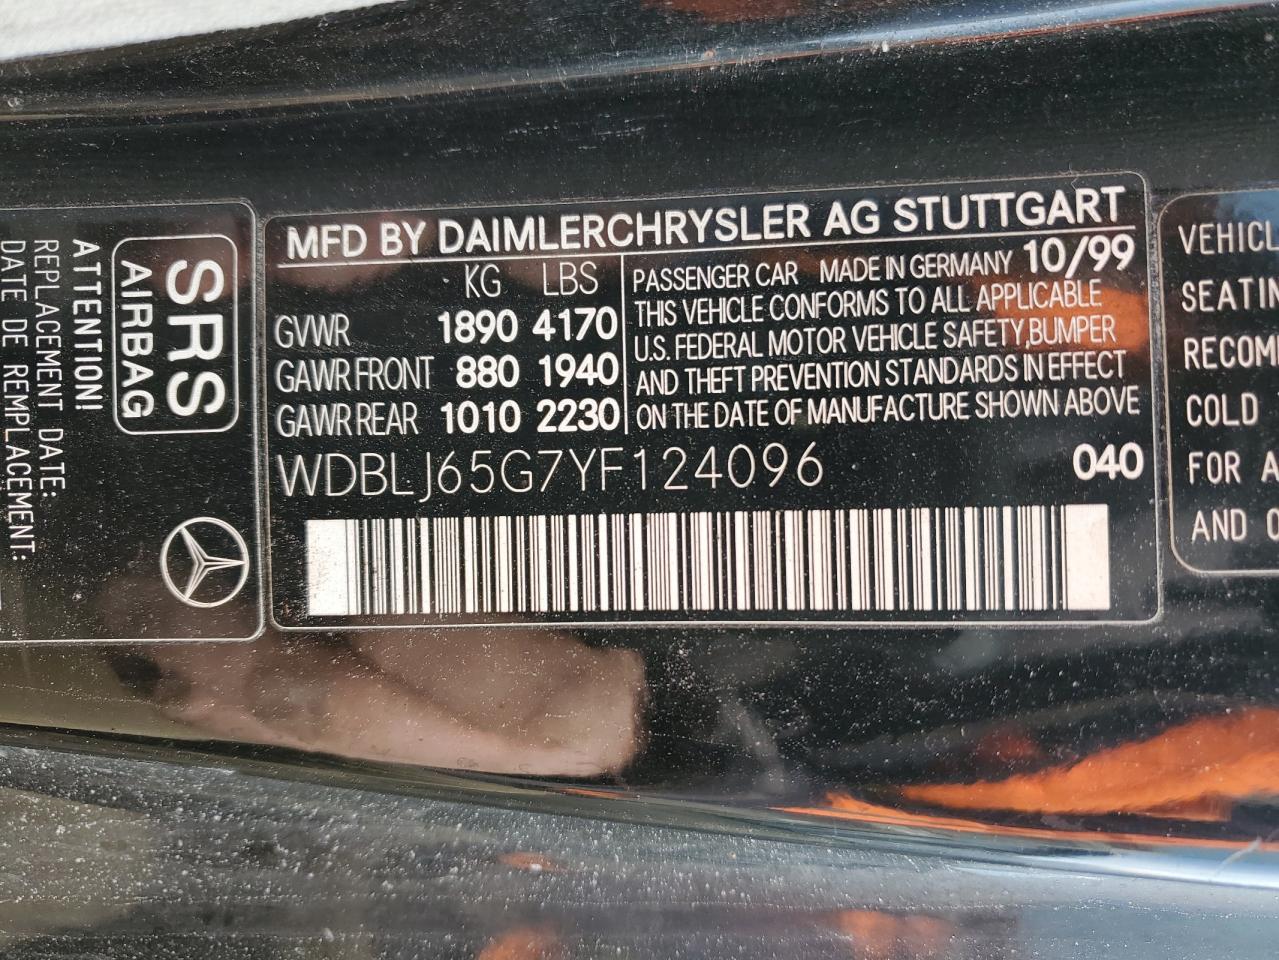 ATTENTION!
REPLACEMENT DATE:
DATE DE REMPLACEMENT:
SRS
AIRBAG
MFD BY DAIMLERCHRYSLER AG STUTTGART
KG LBS
GVWR 1890 4170
GAWR FRONT 880 1940
GAWR REAR 1010 2230
PASSENGER CAR MADE IN GERMANY 10/99
THIS VEHICLE CONFORMS TO ALL APPLICABLE
U.S. FEDERAL MOTOR VEHICLE SAFETY,BUMPER
AND THEFT PREVENTION STANDARDS IN EFFECT
ON THE DATE OF MANUFACTURE SHOWN ABOVE
WDBLJ65G7YF124096 040
VEHICL
SEATIN
RECOM
COLD
FOR A
AND